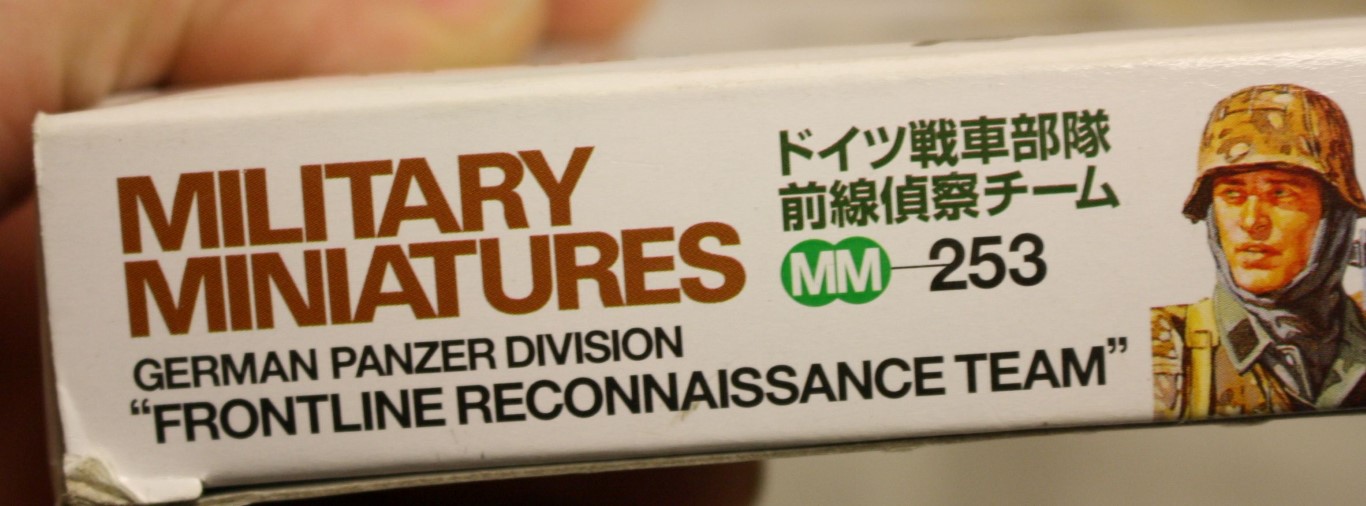 MILITARY
MINIATURES
GERMAN PANZER DIVISION
“FRONTLINE RECONNAISSANCE TEAM”
ドイツ戦車部隊
前線偵察チーム
MM 253